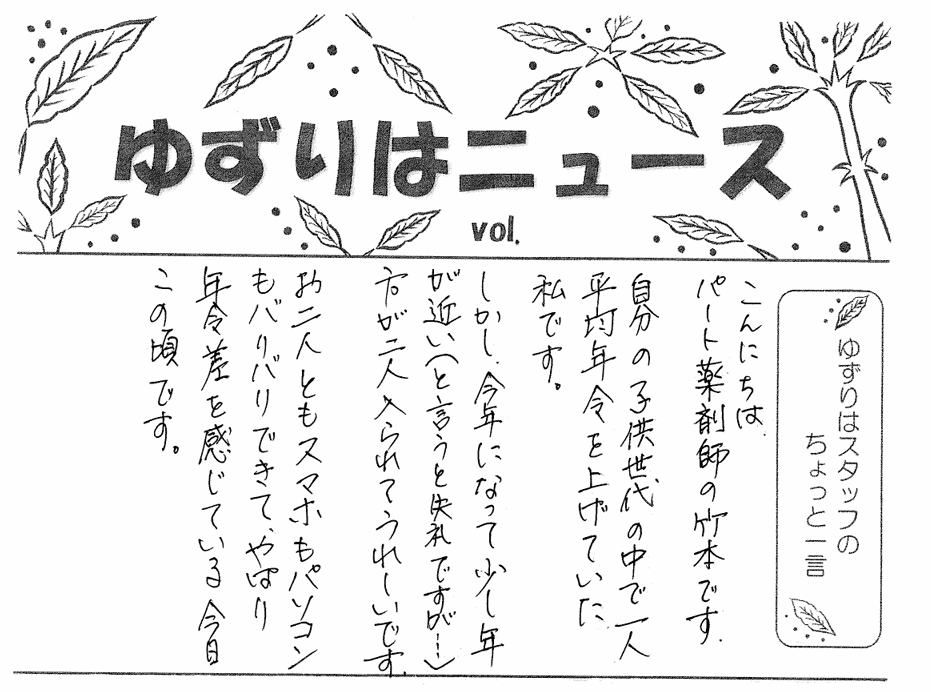 ゆずりはニュース
vol.
ゆずりはスタッフの
ちょっと一言
こんにちは
パート薬剤師の竹本です.
自分の子供世代の中で一人
平均年令を上げていた
私です。
しかし、今年になって少し年
が近い(と言うと失礼ですが…)
方が二人入られてうれしいです.
お二人ともスマホもパソコン
もバリバリできて、やはり
年令差を感じている今日
この頃です。